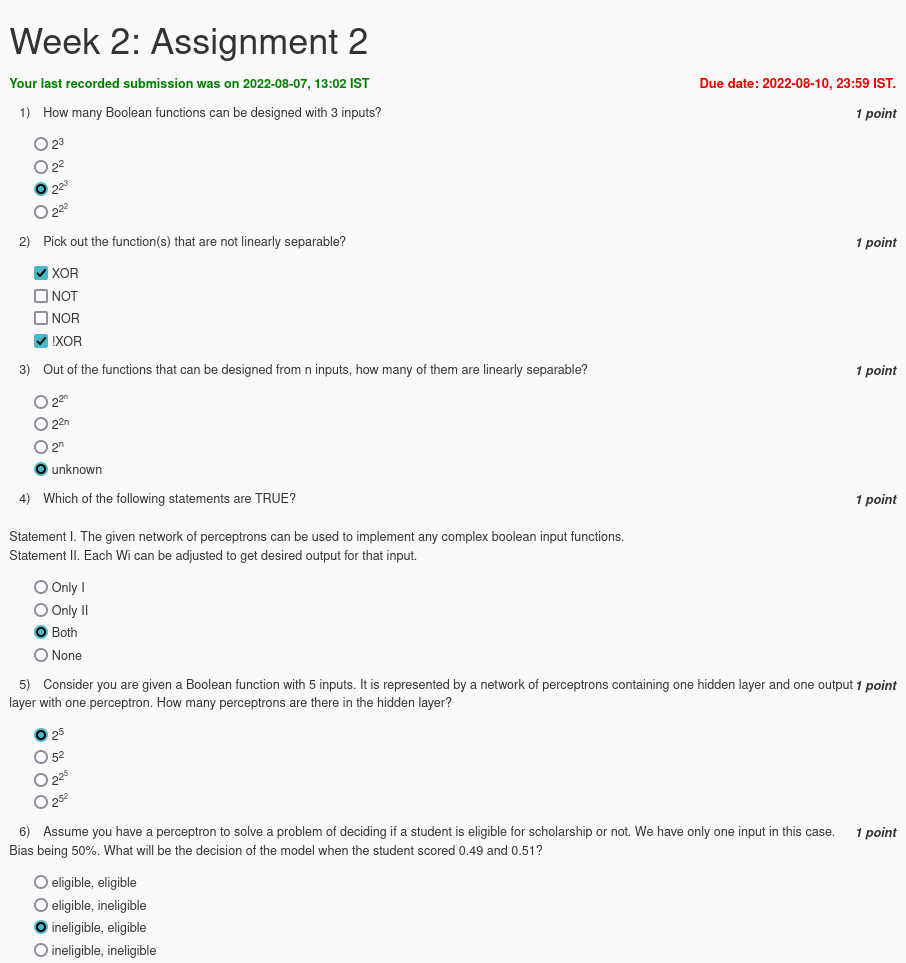 Week 2: Assignment 2
Your last recorded submission was on 2022-08-07, 13:02 IST Due date: 2022-08-10, 23:59 IST.
1) How many Boolean functions can be designed with 3 inputs? 1 point
2³
2²
2^2^3
2^2^2
2) Pick out the function(s) that are not linearly separable? 1 point
XOR
NOT
NOR
!XOR
3) Out of the functions that can be designed from n inputs, how many of them are linearly separable? 1 point
2^2^n
2^2n
2^n
unknown
4) Which of the following statements are TRUE? 1 point
Statement I. The given network of perceptrons can be used to implement any complex boolean input functions.
Statement II. Each Wi can be adjusted to get desired output for that input.
Only I
Only II
Both
None
5) Consider you are given a Boolean function with 5 inputs. It is represented by a network of perceptrons containing one hidden layer and one output 1 point
layer with one perceptron. How many perceptrons are there in the hidden layer?
2⁵
5²
2^2^5
2^5^2
6) Assume you have a perceptron to solve a problem of deciding if a student is eligible for scholarship or not. We have only one input in this case. 1 point
Bias being 50%. What will be the decision of the model when the student scored 0.49 and 0.51?
eligible, eligible
eligible, ineligible
ineligible, eligible
ineligible, ineligible